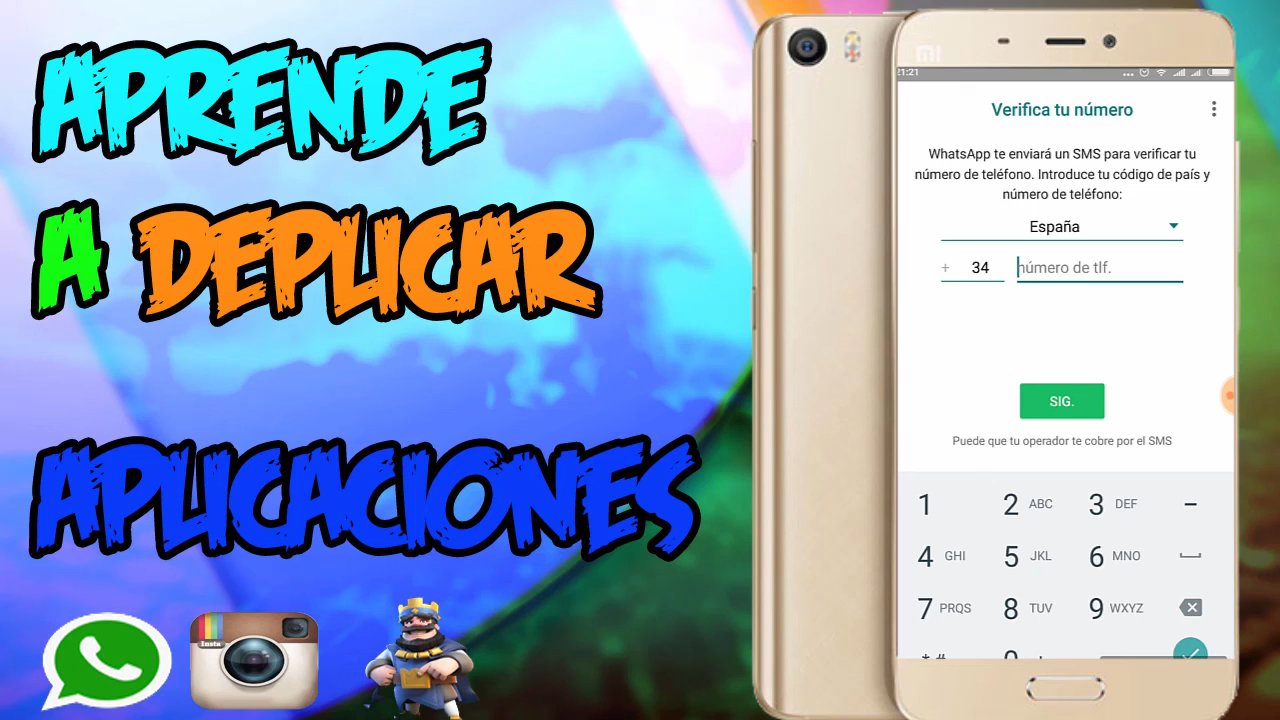 APRENDE
A DEPLICAR
APLICACIONES
Insta
mi
21:21
Verifica tu número
WhatsApp te enviará un SMS para verificar tu
número de teléfono. Introduce tu código de país y
número de teléfono:
España
+ 34 número de tlf.
SIG.
Puede que tu operador te cobre por el SMS
1 2 ABC 3 DEF –
4 GHI 5 JKL 6 MNO
7 PRQS 8 TUV 9 WXYZ
* # 0 +